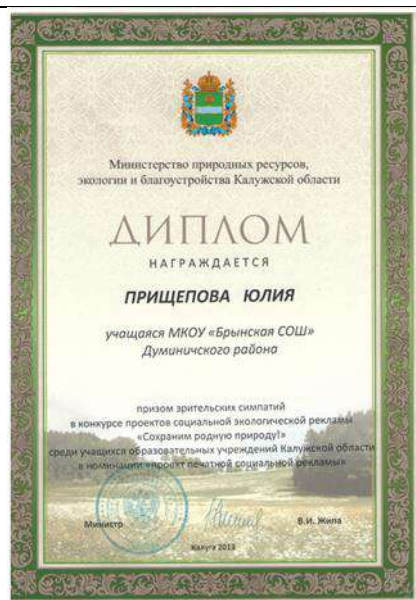 Министерство природных ресурсов,
экологии и благоустройства Калужской области
ДИПЛОМ
НАГРАЖДАЕТСЯ
ПРИЩЕПОВА ЮЛИЯ
учащаяся МКОУ «Брынская СОШ»
Думиничского района
призом зрительских симпатий
в конкурсе проектов социальной экологической рекламы
«Сохраним родную природу!»
среди учащихся образовательных учреждений Калужской области
в номинации «проект печатной социальной рекламы»
Министр
В.И. Жипа
Калуга 2013